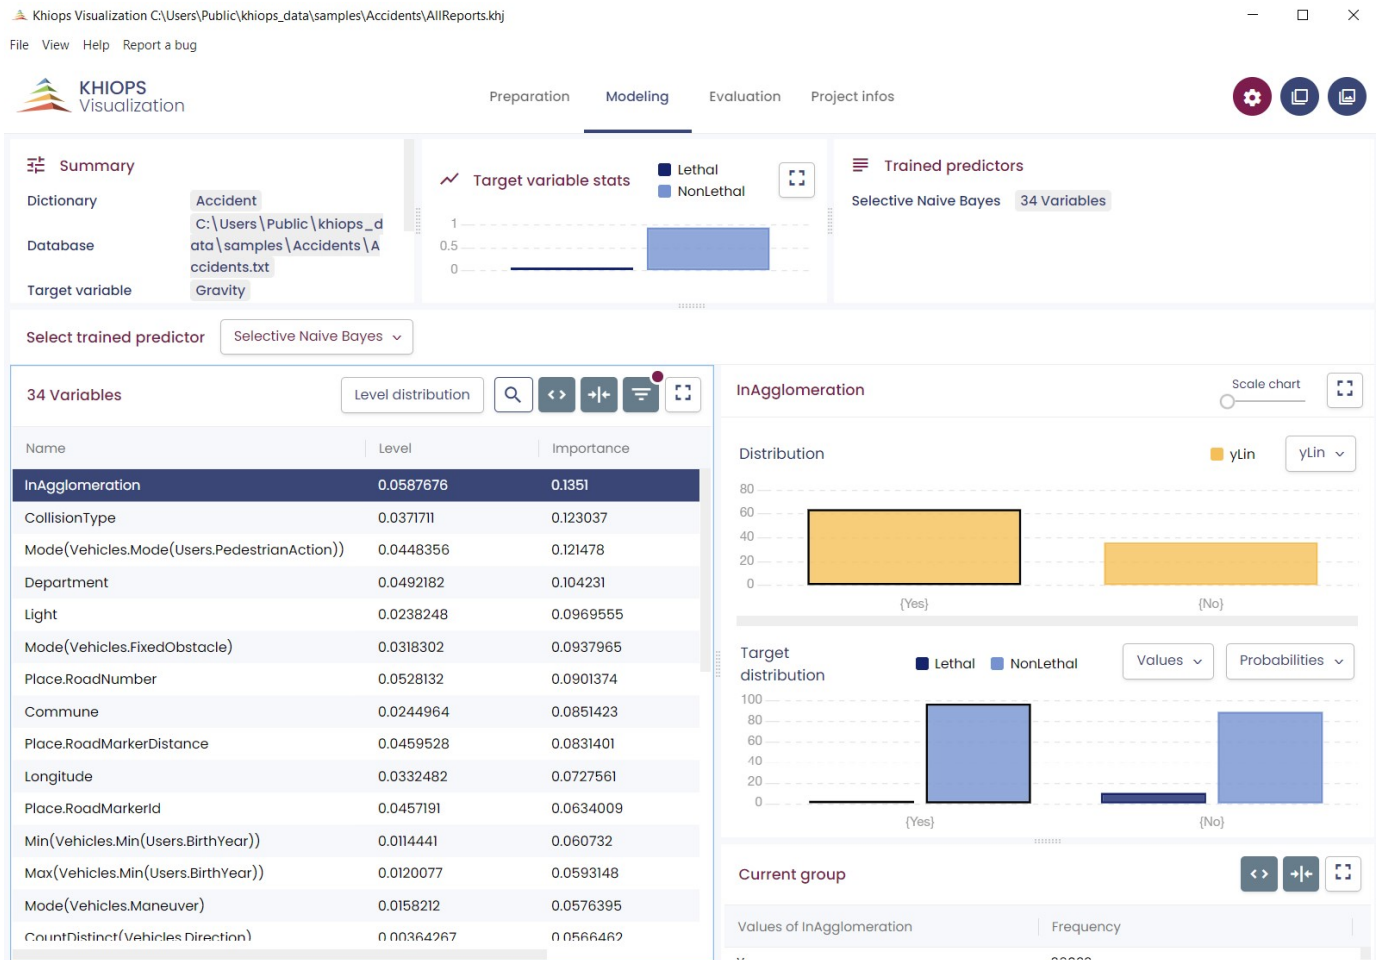 Khiops Visualization C:\Users\Public\khiops_data\samples\Accidents\AllReports.khj
File View Help Report a bug
KHIOPS
Visualization
Preparation Modeling Evaluation Project infos
Summary
Dictionary Accident
Database C:\Users\Public\khiops_d
ata\samples\Accidents\A
ccidents.txt
Target variable Gravity
Target variable stats
Lethal
NonLethal
1
0.5
0
Trained predictors
Selective Naive Bayes 34 Variables
Select trained predictor Selective Naive Bayes
34 Variables Level distribution
Name Level Importance
InAgglomeration 0.0587676 0.1351
CollisionType 0.0371711 0.123037
Mode(Vehicles.Mode(Users.PedestrianAction)) 0.0448356 0.121478
Department 0.0492182 0.104231
Light 0.0238248 0.0969555
Mode(Vehicles.FixedObstacle) 0.0318302 0.0937965
Place.RoadNumber 0.0528132 0.0901374
Commune 0.0244964 0.0851423
Place.RoadMarkerDistance 0.0459528 0.0831401
Longitude 0.0332482 0.0727561
Place.RoadMarkerId 0.0457191 0.0634009
Min(Vehicles.Min(Users.BirthYear)) 0.0114441 0.060732
Max(Vehicles.Min(Users.BirthYear)) 0.0120077 0.0593148
Mode(Vehicles.Maneuver) 0.0158212 0.0576395
CountDistinct(Vehicles.Direction) 0.00364267 0.0566462
InAgglomeration
Scale chart
Distribution
yLin yLin
80
60
40
20
0
{Yes} {No}
Target
distribution
Lethal NonLethal Values Probabilities
100
80
60
40
20
0
{Yes} {No}
Current group
Values of InAgglomeration Frequency